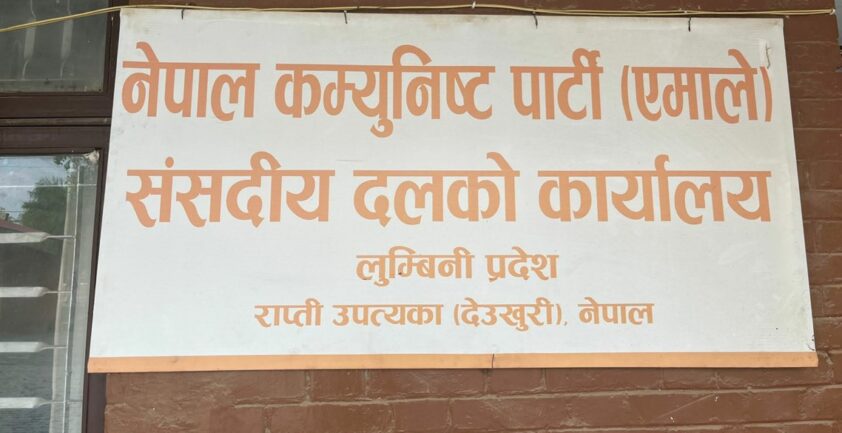 नेपाल कम्युनिष्ट पार्टी (एमाले)
संसदीय दलको कार्यालय
लुम्बिनी प्रदेश
राप्ती उपत्यका (देउखुरी), नेपाल